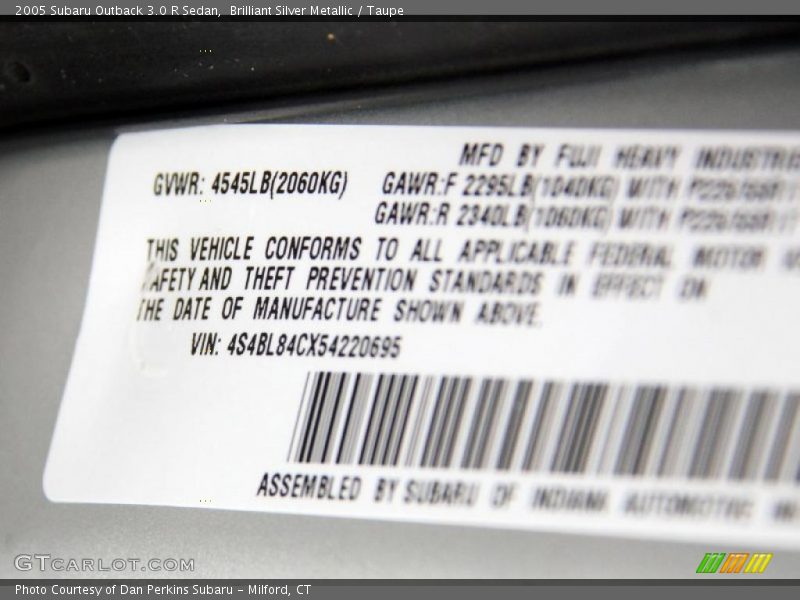 2005 Subaru Outback 3.0 R Sedan,  Brilliant Silver Metallic / Taupe
MFD BY FUJI HEAVY INDUSTRIES
GVWR: 4545LB(2060KG) GAWR:F 2295LB(1040KG) WITH
GAWR:R 2340LB(1060KG) WITH
THIS VEHICLE CONFORMS TO ALL APPLICABLE FEDERAL MOTOR
SAFETY AND THEFT PREVENTION STANDARDS IN EFFECT ON
THE DATE OF MANUFACTURE SHOWN ABOVE.
VIN: 4S4BL84CX54220695
ASSEMBLED BY SUBARU OF INDIANA AUTOMOTIVE
GTCARLOT.COM
Photo Courtesy of Dan Perkins Subaru – Milford, CT